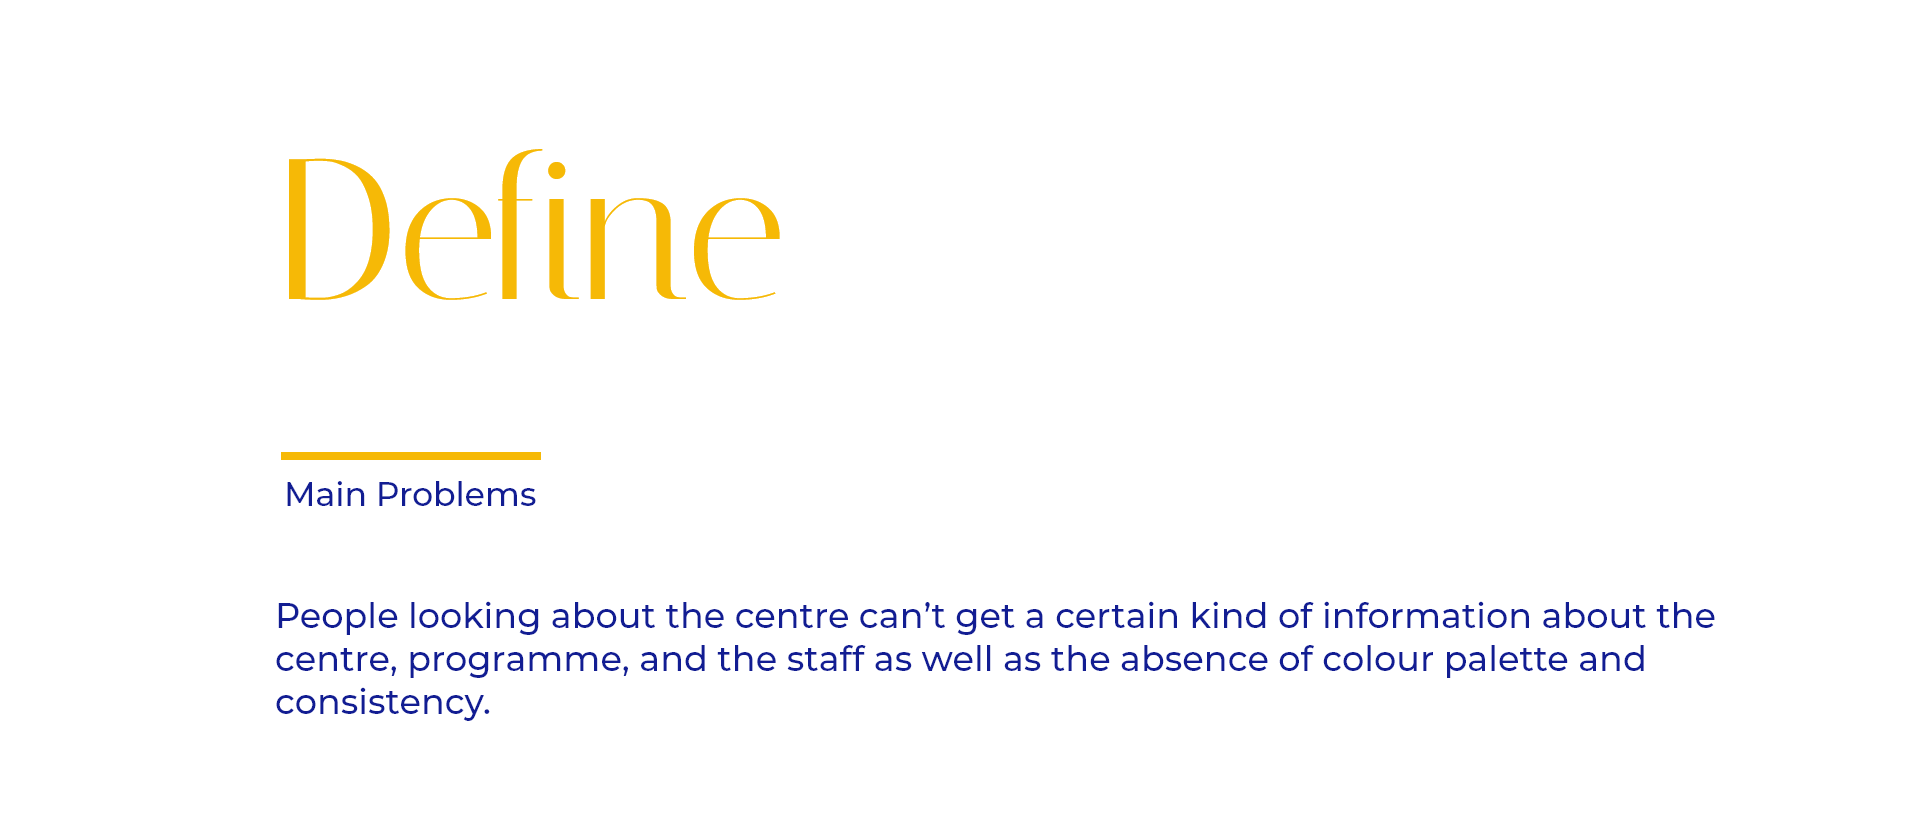 Define
Main Problems
People looking about the centre can’t get a certain kind of information about the
centre, programme, and the staff as well as the absence of colour palette and
consistency.